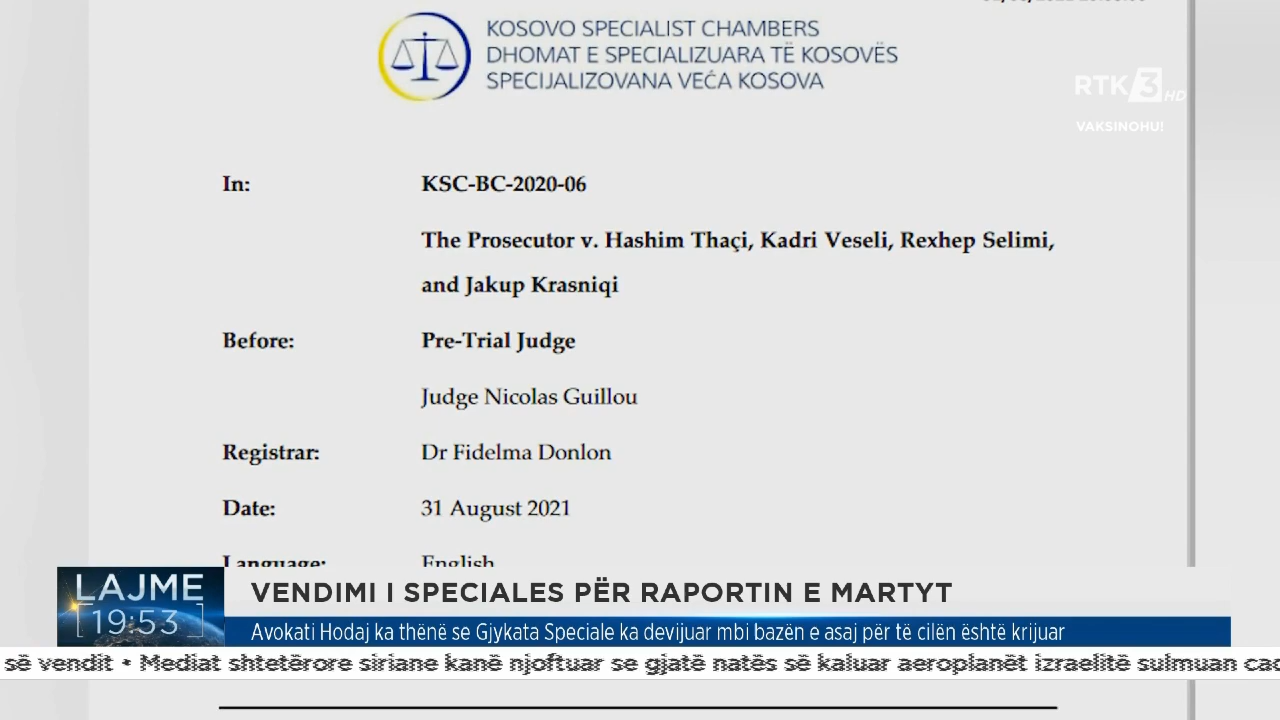 KOSOVO SPECIALIST CHAMBERS
DHOMAT E SPECIALIZUARA TË KOSOVËS
SPECIJALIZOVANA VEĆA KOSOVA
RTK3 HD
VAKSINOHU!
In: KSC-BC-2020-06
The Prosecutor v. Hashim Thaçi, Kadri Veseli, Rexhep Selimi,
and Jakup Krasniqi
Before: Pre-Trial Judge
Judge Nicolas Guillou
Registrar: Dr Fidelma Donlon
Date: 31 August 2021
Language: English
LAJME
19:53
VENDIMI I SPECIALES PËR RAPORTIN E MARTYT
Avokati Hodaj ka thënë se Gjykata Speciale ka devijuar mbi bazën e asaj për të cilën është krijuar
së vendit • Mediat shtetërore siriane kanë njoftuar se gjatë natës së kaluar aeroplanët izraelitë sulmuan